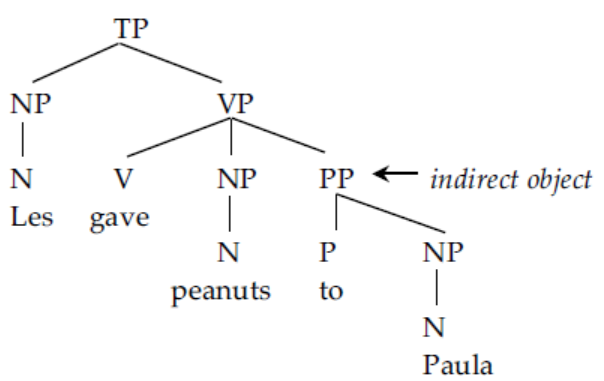 TP
NP VP
N V NP PP indirect object
Les gave
N P NP
peanuts to
N
Paula